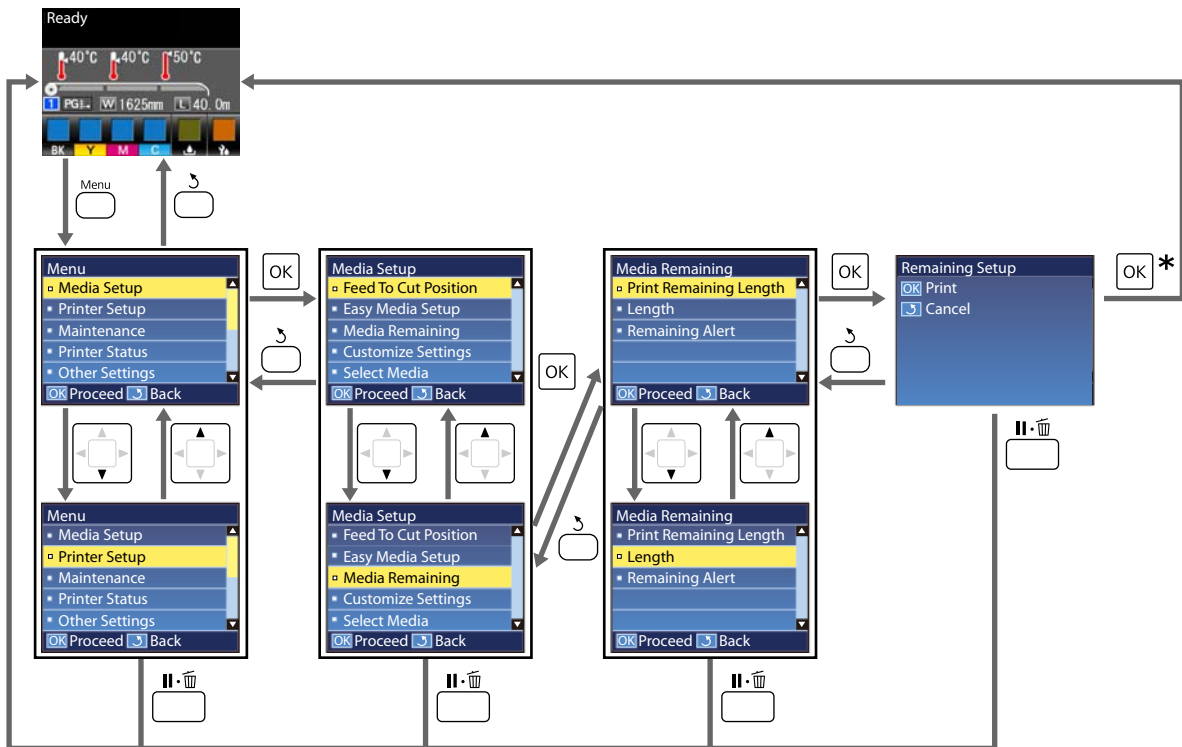 Ready
40°C 40°C 50°C
1 PG W 1625mm L 40.0m
BK Y M C
Menu
Menu
Media Setup
Printer Setup
Maintenance
Printer Status
Other Settings
OK Proceed Back
OK
Media Setup
Feed To Cut Position
Easy Media Setup
Media Remaining
Customize Settings
Select Media
OK Proceed Back
OK
Media Remaining
Print Remaining Length
Length
Remaining Alert
OK Proceed Back
OK
Remaining Setup
OK Print
Cancel
OK *
Menu
Media Setup
Printer Setup
Maintenance
Printer Status
Other Settings
OK Proceed Back
Media Setup
Feed To Cut Position
Easy Media Setup
Media Remaining
Customize Settings
Select Media
OK Proceed Back
Media Remaining
Print Remaining Length
Length
Remaining Alert
OK Proceed Back